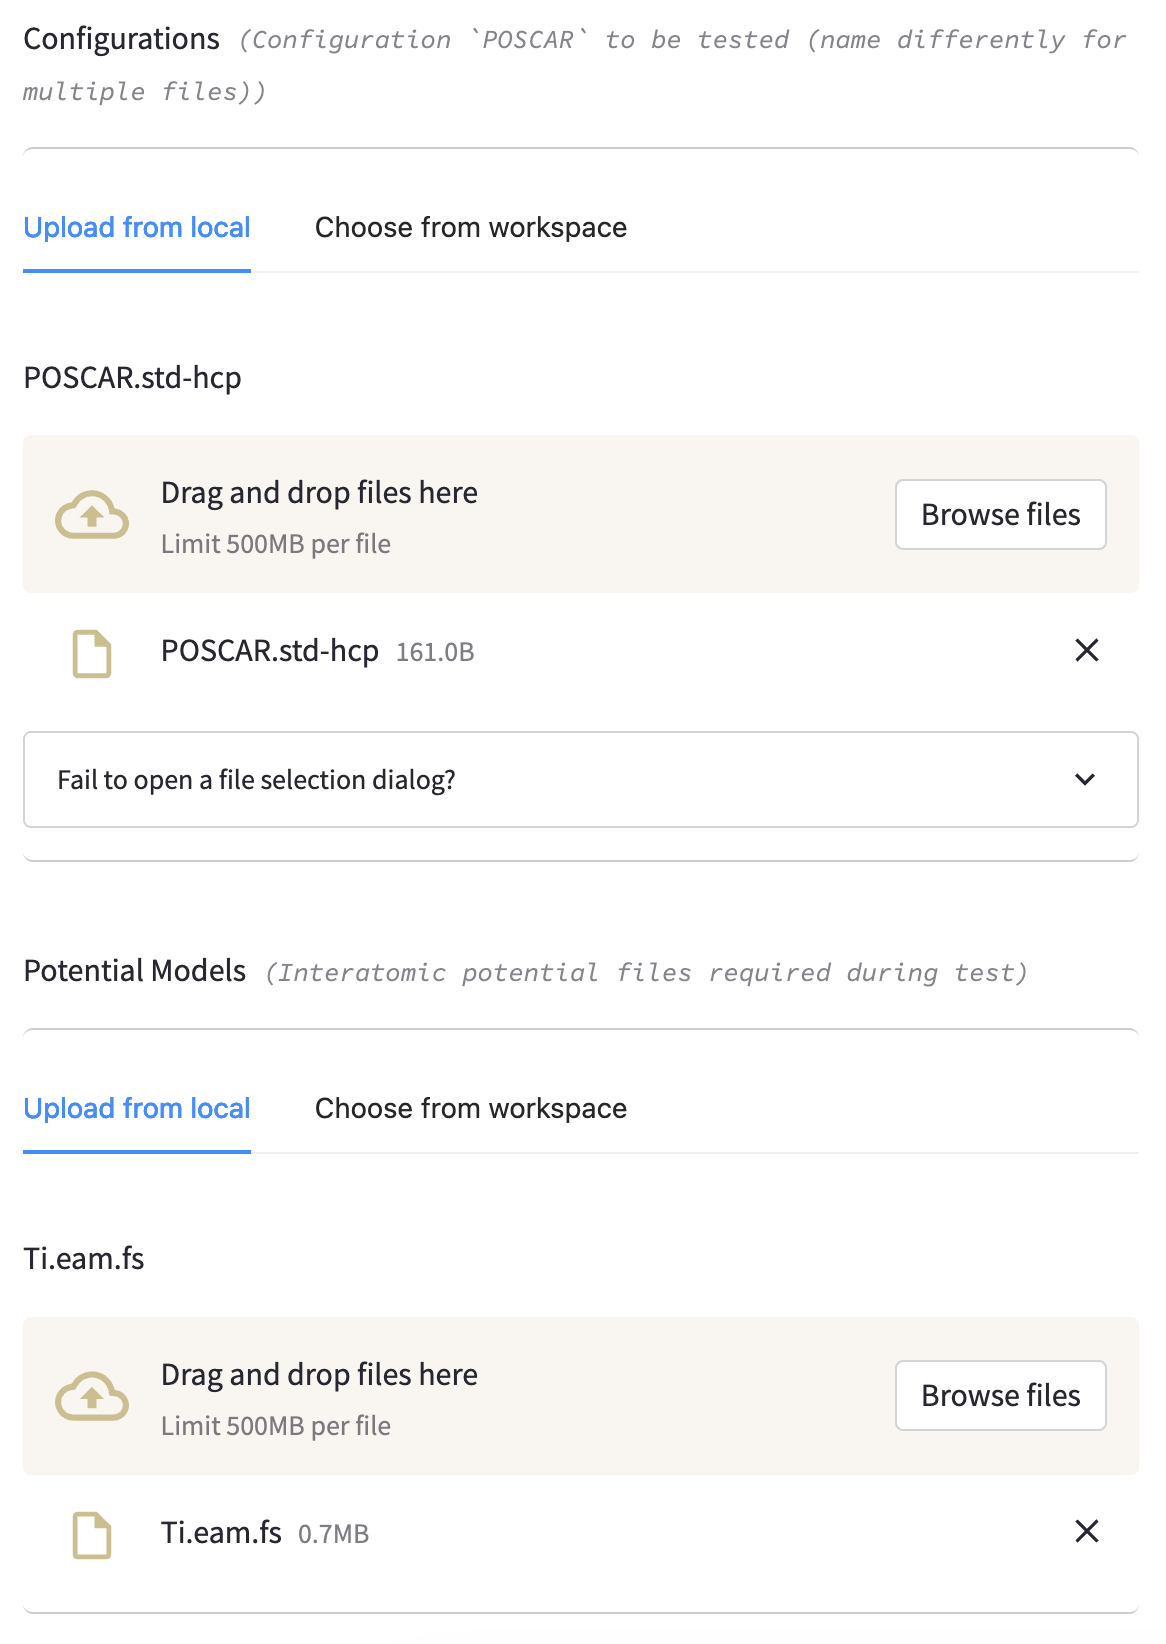 Configurations (Configuration `POSCAR` to be tested (name differently for
multiple files))
Upload from local Choose from workspace
POSCAR.std-hcp
Drag and drop files here
Limit 500MB per file
Browse files
POSCAR.std-hcp 161.0B
Fail to open a file selection dialog?
Potential Models (Interatomic potential files required during test)
Upload from local Choose from workspace
Ti.eam.fs
Drag and drop files here
Limit 500MB per file
Browse files
Ti.eam.fs 0.7MB